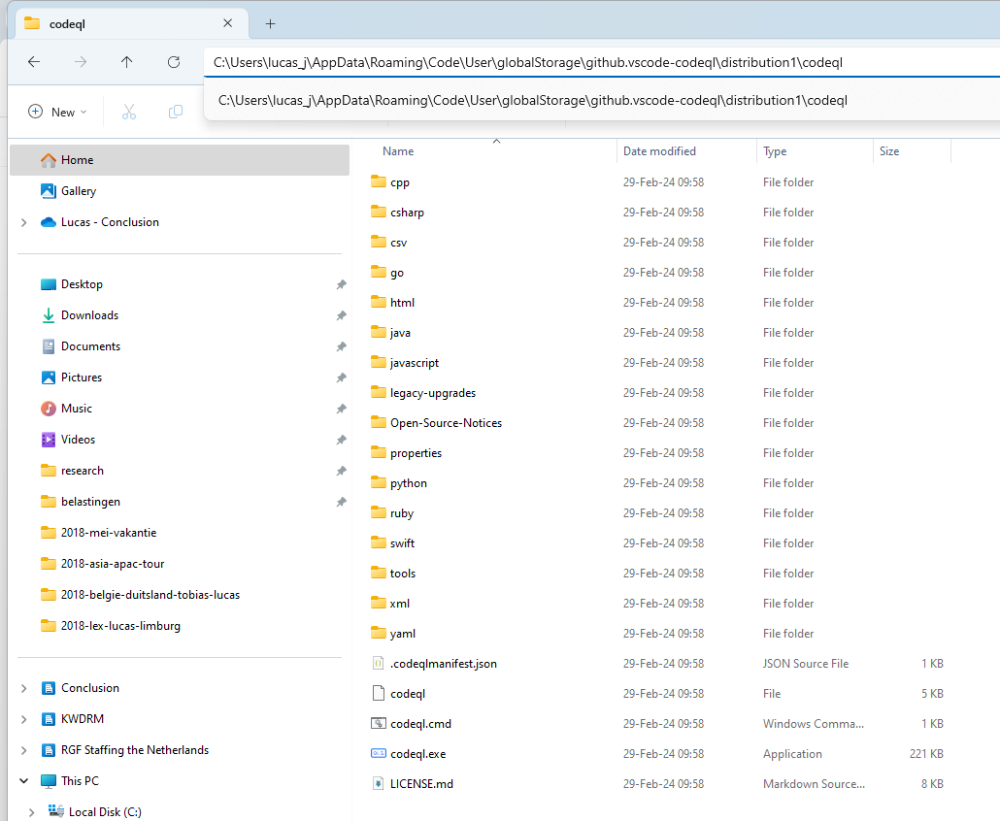 codeql
C:\Users\lucas_j\AppData\Roaming\Code\User\globalStorage\github.vscode-codeql\distribution1\codeql
C:\Users\lucas_j\AppData\Roaming\Code\User\globalStorage\github.vscode-codeql\distribution1\codeql
New
Home
Gallery
Lucas - Conclusion
Desktop
Downloads
Documents
Pictures
Music
Videos
research
belastingen
2018-mei-vakantie
2018-asia-apac-tour
2018-belgie-duitsland-tobias-lucas
2018-lex-lucas-limburg
Conclusion
KWDRM
RGF Staffing the Netherlands
This PC
Local Disk (C:)
Name Date modified Type Size
cpp 29-Feb-24 09:58 File folder
csharp 29-Feb-24 09:58 File folder
csv 29-Feb-24 09:58 File folder
go 29-Feb-24 09:58 File folder
html 29-Feb-24 09:58 File folder
java 29-Feb-24 09:58 File folder
javascript 29-Feb-24 09:58 File folder
legacy-upgrades 29-Feb-24 09:58 File folder
Open-Source-Notices 29-Feb-24 09:58 File folder
properties 29-Feb-24 09:58 File folder
python 29-Feb-24 09:58 File folder
ruby 29-Feb-24 09:58 File folder
swift 29-Feb-24 09:58 File folder
tools 29-Feb-24 09:58 File folder
xml 29-Feb-24 09:58 File folder
yaml 29-Feb-24 09:58 File folder
.codeqlmanifest.json 29-Feb-24 09:58 JSON Source File 1 KB
codeql 29-Feb-24 09:58 File 5 KB
codeql.cmd 29-Feb-24 09:58 Windows Comma... 1 KB
codeql.exe 29-Feb-24 09:58 Application 221 KB
LICENSE.md 29-Feb-24 09:58 Markdown Source... 8 KB